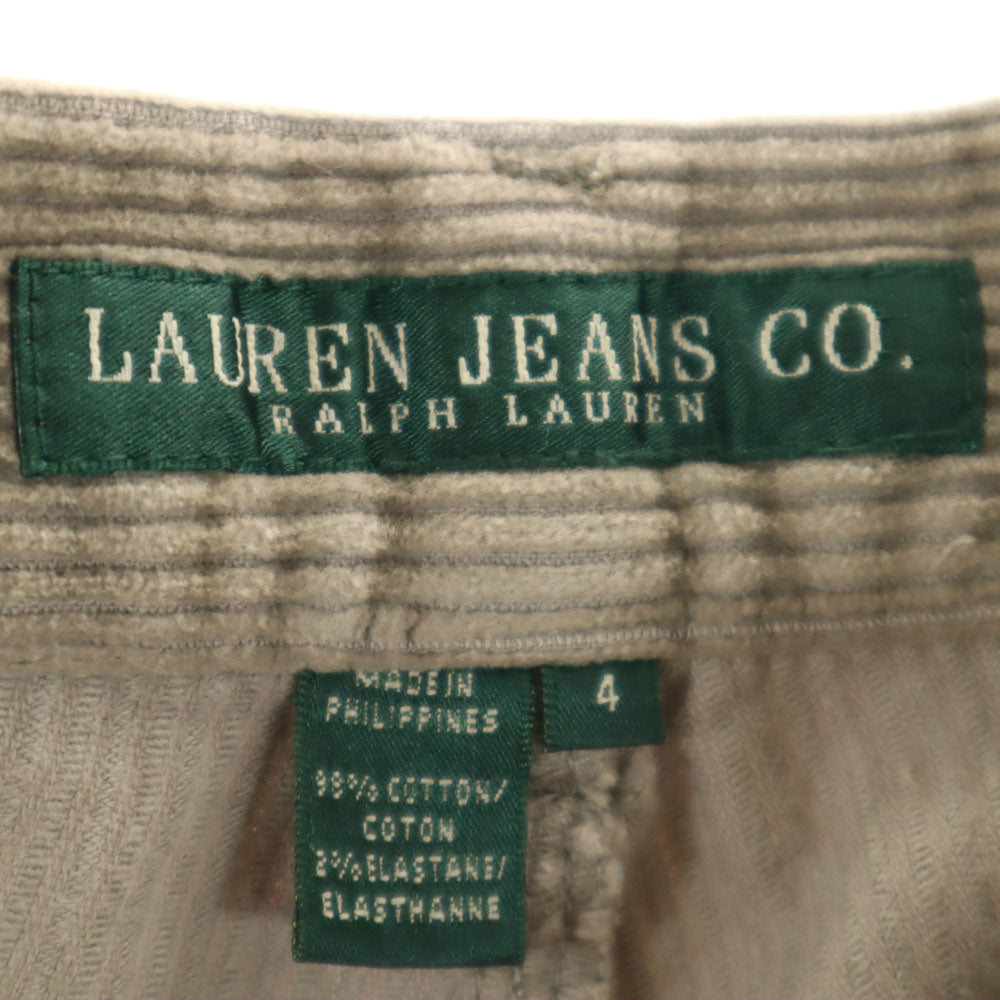 LAUREN JEANS CO.
RALPH LAUREN
MADE IN
PHILIPPINES
4
98% COTTON/
COTON
2% ELASTANE/
ELASTHANNE